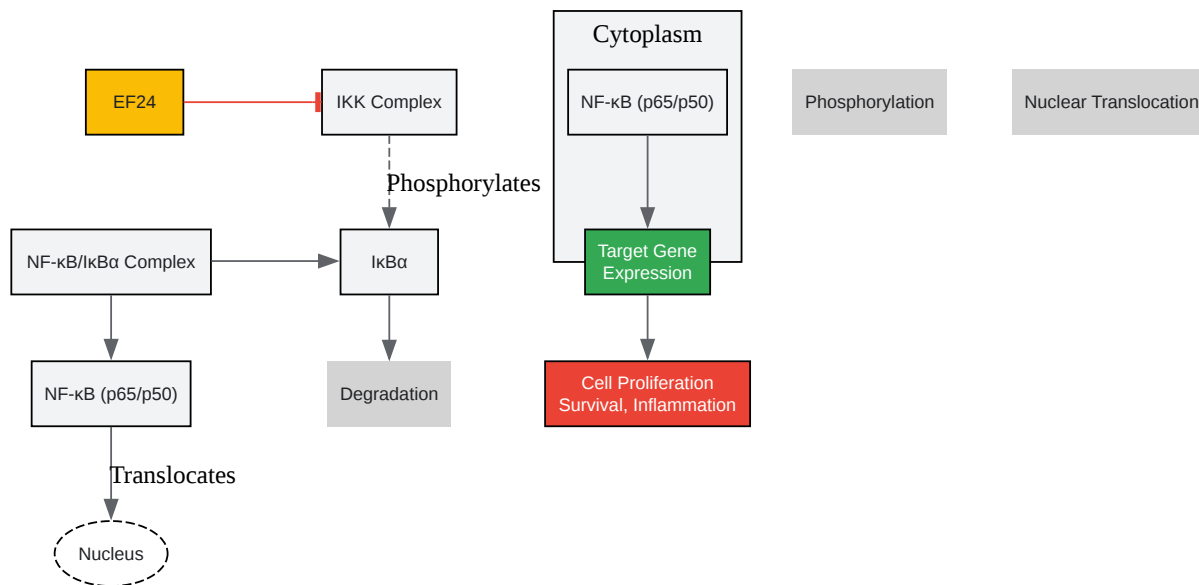 Cytoplasm
EF24
IKK Complex
NF-κB (p65/p50)
Phosphorylation
Nuclear Translocation
Phosphorylates
NF-κB/IκBα Complex
IκBα
Target Gene
Expression
NF-κB (p65/p50)
Degradation
Cell Proliferation
Survival, Inflammation
Translocates
Nucleus